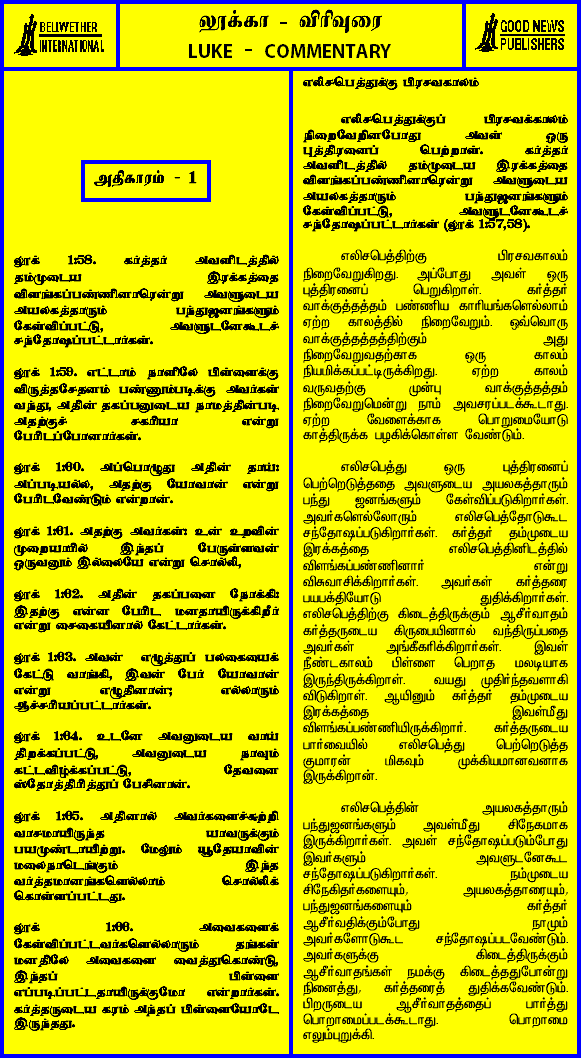 BELLWETHER
INTERNATIONAL
லூக்கா - விரிவுரை
LUKE - COMMENTARY
GOOD NEWS
PUBLISHERS
அதிகாரம் - 1
லூக் 1:58. கர்த்தர் அவளிடத்தில்
தம்முடைய இரக்கத்தை
விளங்கப்பண்ணினாரென்று அவளுடைய
அயலகத்தாரும் பந்துஜனங்களும்
கேள்விப்பட்டு, அவளுடனேகூடச்
சந்தோஷப்பட்டார்கள்.
லூக் 1:59. எட்டாம் நாளிலே பிள்ளைக்கு
விருத்தசேதனம் பண்ணும்படிக்கு அவர்கள்
வந்து, அதின் தகப்பனுடைய நாமத்தின்படி
அதற்குச் சகரியா என்று
பேரிடப்போனார்கள்.
லூக் 1:60. அப்பொழுது அதின் தாய்:
அப்படியல்ல, அதற்கு யோவான் என்று
பேரிடவேண்டும் என்றாள்.
லூக் 1:61. அதற்கு அவர்கள்: உன் உறவின்
முறையாரில் இந்தப் பேருள்ளவன்
ஒருவனும் இல்லையே என்று சொல்லி,
லூக் 1:62. அதின் தகப்பனை நோக்கி:
இதற்கு என்ன பேரிட மனதாயிருக்கிறீர்
என்று சைகையினால் கேட்டார்கள்.
லூக் 1:63. அவன் எழுத்துப் பலகையைக்
கேட்டு வாங்கி, இவன் பேர் யோவான்
என்று எழுதினான்; எல்லாரும்
ஆச்சரியப்பட்டார்கள்.
லூக் 1:64. உடனே அவனுடைய வாய்
திறக்கப்பட்டு, அவனுடைய நாவும்
கட்டவிழ்க்கப்பட்டு, தேவனை
ஸ்தோத்திரித்துப் பேசினான்.
லூக் 1:65. அதினால் அவர்களைச்சுற்றி
வாசமாயிருந்த யாவருக்கும்
பயமுண்டாயிற்று. மேலும் யூதேயாவின்
மலைநாடெங்கும் இந்த
வர்த்தமானங்களெல்லாம் சொல்லிக்
கொள்ளப்பட்டது.
லூக் 1:66. அவைகளைக்
கேள்விப்பட்டவர்களெல்லாரும் தங்கள்
மனதிலே அவைகளை வைத்துகொண்டு,
இந்தப் பிள்ளை
எப்படிப்பட்டதாயிருக்குமோ என்றார்கள்.
கர்த்தருடைய கரம் அந்தப் பிள்ளையோடே
இருந்தது.
எலிசபெத்துக்கு பிரசவகாலம்
எலிசபெத்துக்குப் பிரசவக்காலம்
நிறைவேறினபோது அவள் ஒரு
புத்திரனைப் பெற்றாள். கர்த்தர்
அவளிடத்தில் தம்முடைய இரக்கத்தை
விளங்கப்பண்ணினாரென்று அவளுடைய
அயலகத்தாரும் பந்துஜனங்களும்
கேள்விப்பட்டு, அவளுடனேகூடச்
சந்தோஷப்பட்டார்கள் (லூக் 1:57,58).
எலிசபெத்திற்கு பிரசவகாலம்
நிறைவேறுகிறது. அப்போது அவள் ஒரு
புத்திரனைப் பெறுகிறாள். கர்த்தர்
வாக்குத்தத்தம் பண்ணிய காரியங்களெல்லாம்
ஏற்ற காலத்தில் நிறைவேறும். ஒவ்வொரு
வாக்குத்தத்தத்திற்கும் அது
நிறைவேறுவதற்காக ஒரு காலம்
நியமிக்கப்பட்டிருக்கிறது. ஏற்ற காலம்
வருவதற்கு முன்பு வாக்குத்தத்தம்
நிறைவேறுமென்று நாம் அவசரப்படக்கூடாது.
ஏற்ற வேளைக்காக பொறுமையோடு
காத்திருக்க பழகிக்கொள்ள வேண்டும்.
எலிசபெத்து ஒரு புத்திரனைப்
பெற்றெடுத்ததை அவளுடைய அயலகத்தாரும்
பந்து ஜனங்களும் கேள்விப்படுகிறார்கள்.
அவர்களெல்லோரும் எலிசபெத்தோடுகூட
சந்தோஷப்படுகிறார்கள். கர்த்தர் தம்முடைய
இரக்கத்தை எலிசபெத்தினிடத்தில்
விளங்கப்பண்ணினார் என்று
விசுவாசிக்கிறார்கள். அவர்கள் கர்த்தரை
பயபக்தியோடு துதிக்கிறார்கள்.
எலிசபெத்திற்கு கிடைத்திருக்கும் ஆசீர்வாதம்
கர்த்தருடைய கிருபையினால் வந்திருப்பதை
அவர்கள் அங்கீகரிக்கிறார்கள். இவள்
நீண்டகாலம் பிள்ளை பெறாத மலடியாக
இருந்திருக்கிறாள். வயது முதிர்ந்தவளாகி
விடுகிறாள். ஆயினும் கர்த்தர் தம்முடைய
இரக்கத்தை இவள்மீது
விளங்கப்பண்ணியிருக்கிறார். கர்த்தருடைய
பார்வையில் எலிசபெத்து பெற்றெடுத்த
குமாரன் மிகவும் முக்கியமானவனாக
இருக்கிறான்.
எலிசபெத்தின் அயலகத்தாரும்
பந்துஜனங்களும் அவள்மீது சிநேகமாக
இருக்கிறார்கள். அவள் சந்தோஷப்படும்போது
இவர்களும் அவளுடனேகூட
சந்தோஷப்படுகிறார்கள். நம்முடைய
சிநேகிதர்களையும், அயலகத்தாரையும்,
பந்துஜனங்களையும் கர்த்தர்
ஆசீர்வதிக்கும்போது நாமும்
அவர்களோடுகூட சந்தோஷப்படவேண்டும்.
அவர்களுக்கு கிடைத்திருக்கும்
ஆசீர்வாதங்கள் நமக்கு கிடைத்ததுபோன்று
நினைத்து, கர்த்தரைத் துதிக்கவேண்டும்.
பிறருடைய ஆசீர்வாதத்தைப் பார்த்து
பொறாமைப்படக்கூடாது. பொறாமை
எலும்புறுக்கி.